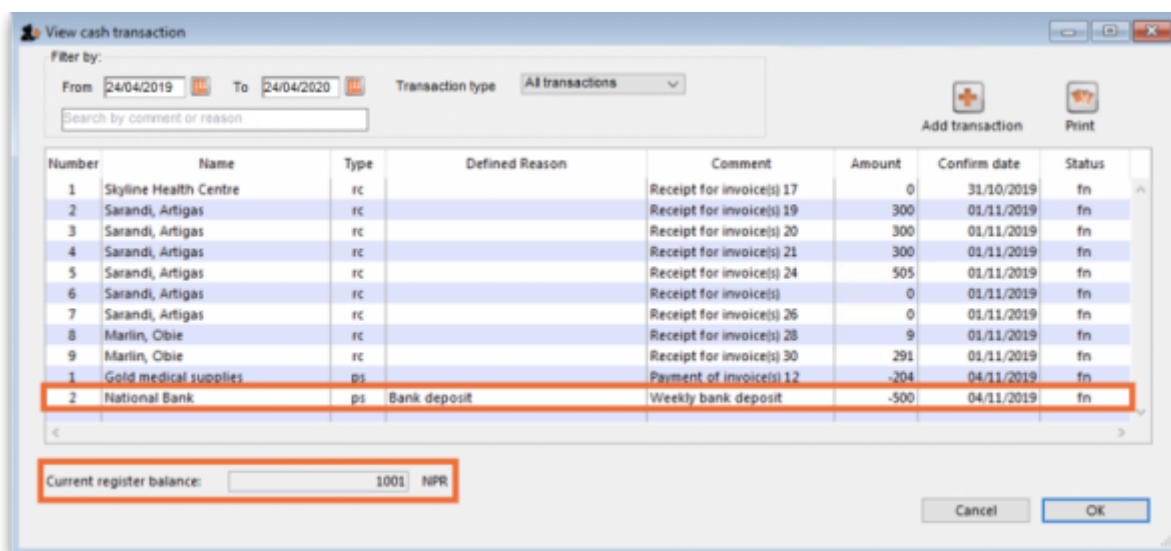 View cash transaction
Filter by:
From 24/04/2019 To 24/04/2020 Transaction type All transactions
Search by comment or reason
Add transaction Print
Number Name Type Defined Reason Comment Amount Confirm date Status
1 Skyline Health Centre rc Receipt for invoice(s) 17 0 31/10/2019 fn
2 Sarandi, Artigas rc Receipt for invoice(s) 19 300 01/11/2019 fn
3 Sarandi, Artigas rc Receipt for invoice(s) 20 300 01/11/2019 fn
4 Sarandi, Artigas rc Receipt for invoice(s) 21 300 01/11/2019 fn
5 Sarandi, Artigas rc Receipt for invoice(s) 24 505 01/11/2019 fn
6 Sarandi, Artigas rc Receipt for invoice(s) 0 01/11/2019 fn
7 Sarandi, Artigas rc Receipt for invoice(s) 26 0 01/11/2019 fn
8 Marlin, Obie rc Receipt for invoice(s) 28 9 01/11/2019 fn
9 Marlin, Obie rc Receipt for invoice(s) 30 291 01/11/2019 fn
1 Gold medical supplies ps Payment of invoice(s) 12 -204 04/11/2019 fn
2 National Bank ps Bank deposit Weekly bank deposit -500 04/11/2019 fn
Current register balance: 1001 NPR
Cancel OK